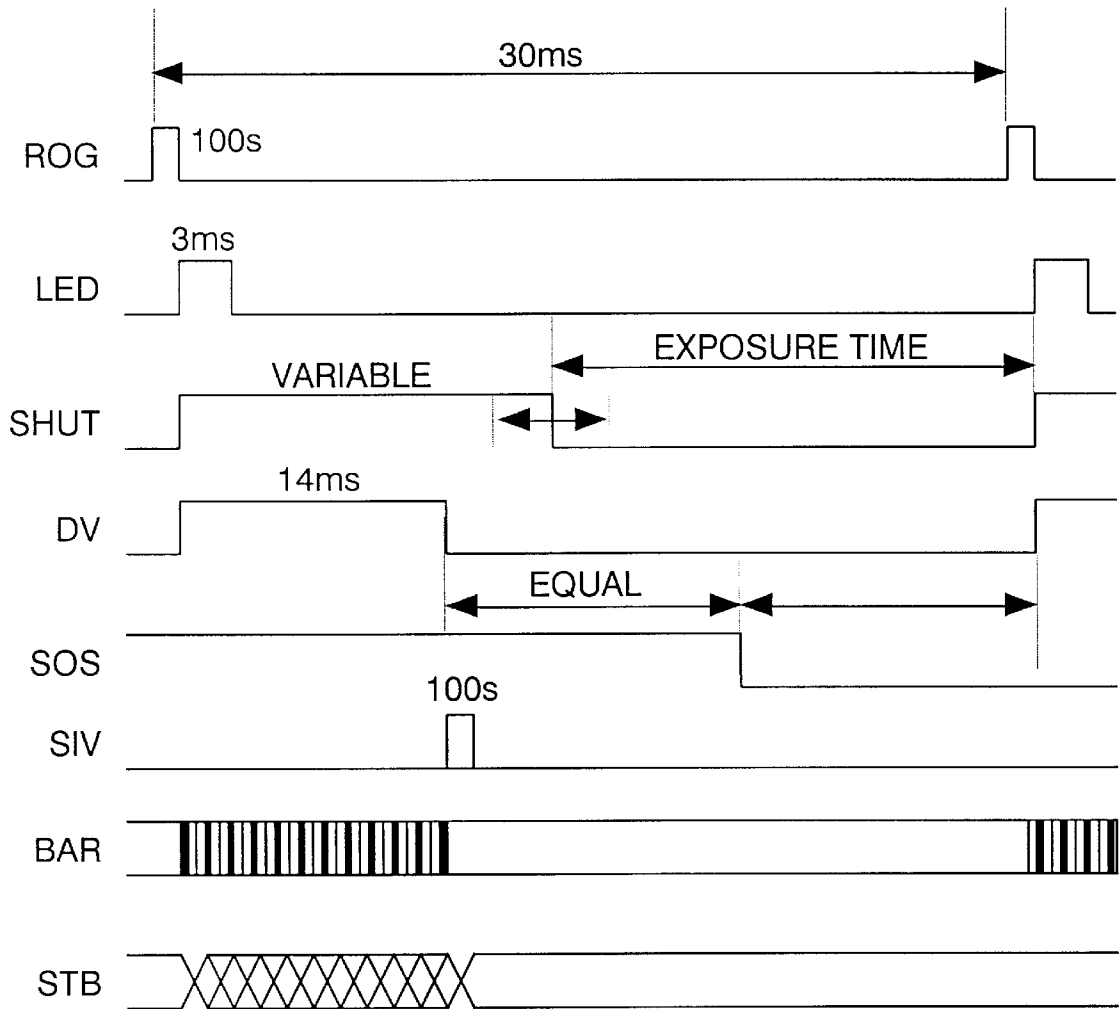 30ms
ROG 100s
3ms
LED
EXPOSURE TIME
VARIABLE
SHUT
14ms
DV
EQUAL
SOS
100s
SIV
BAR
STB